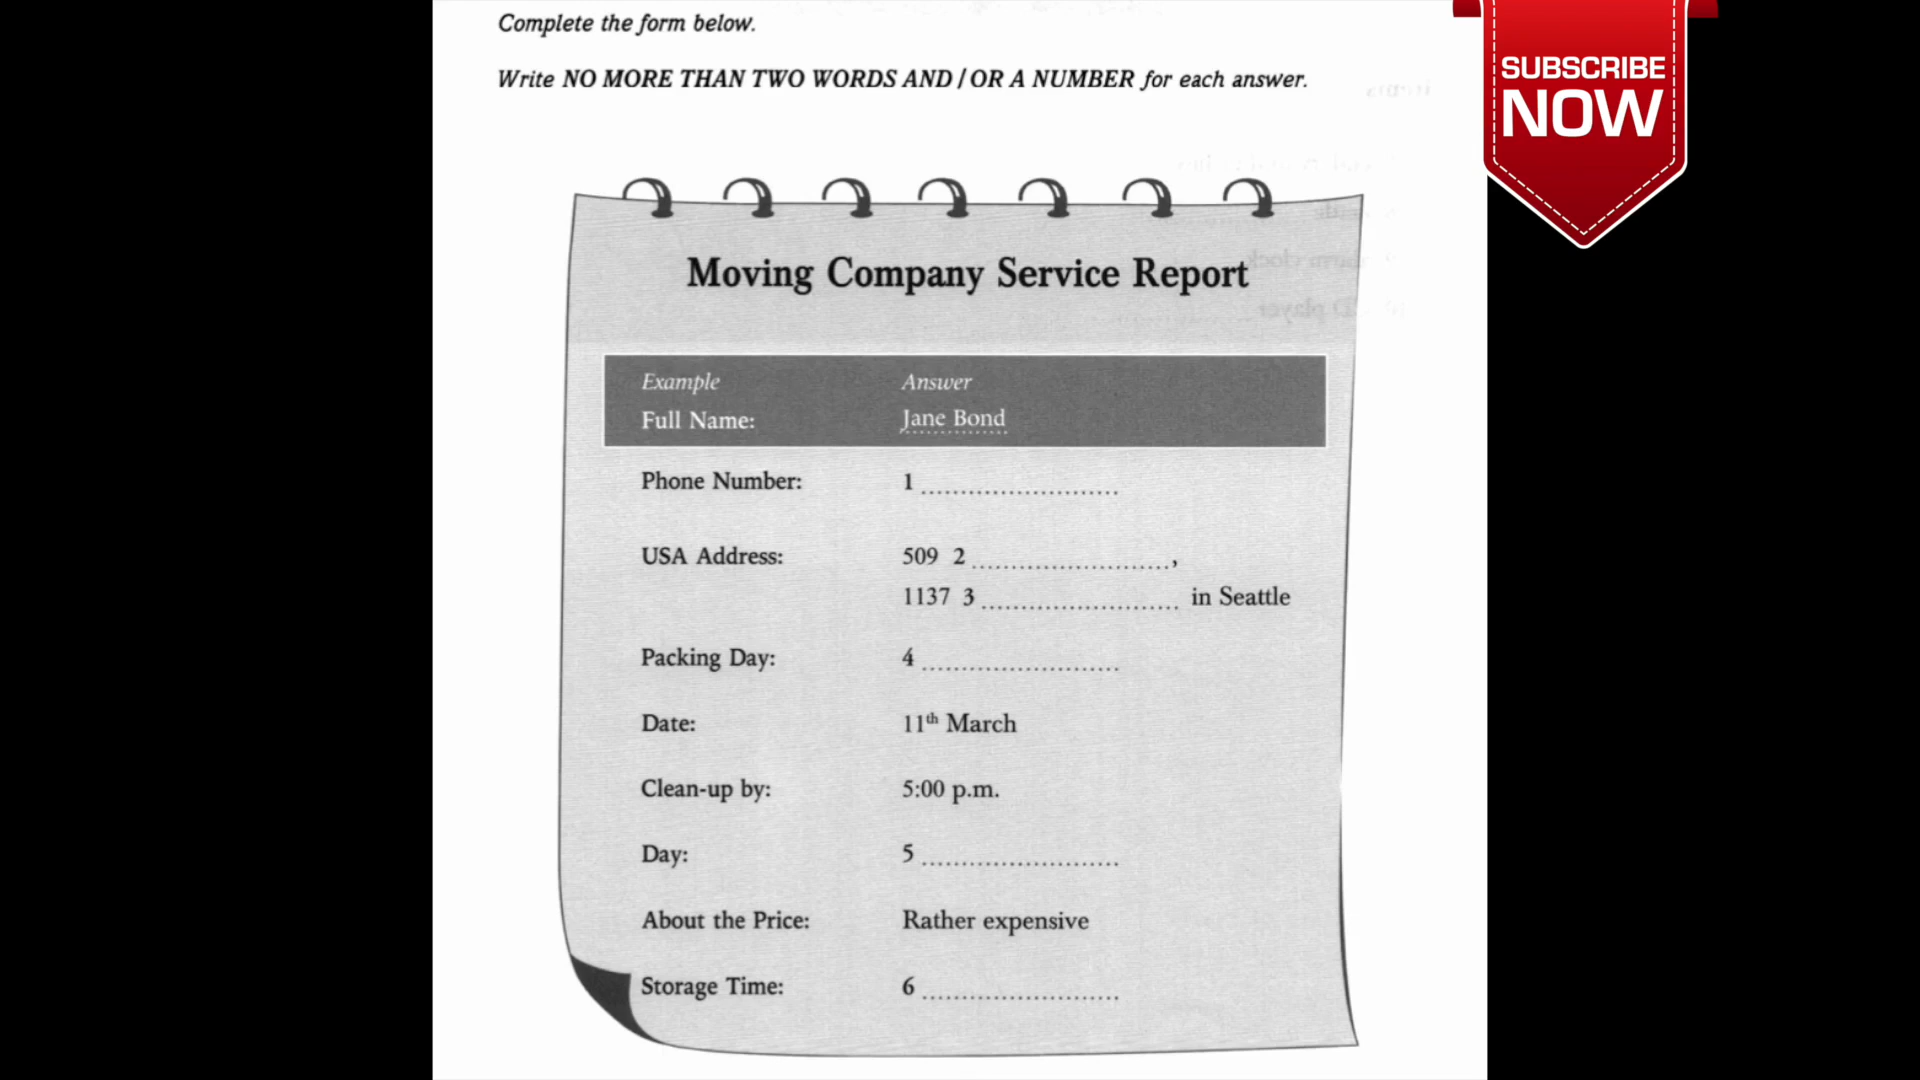 Complete the form below.
Write NO MORE THAN TWO WORDS AND / OR A NUMBER for each answer.
SUBSCRIBE
NOW
Moving Company Service Report
Example Answer
Full Name: Jane Bond
Phone Number: 1 ........................
USA Address: 509 2 ........................,
1137 3 ........................ in Seattle
Packing Day: 4 ........................
Date: 11th March
Clean-up by: 5:00 p.m.
Day: 5 ........................
About the Price: Rather expensive
Storage Time: 6 ........................